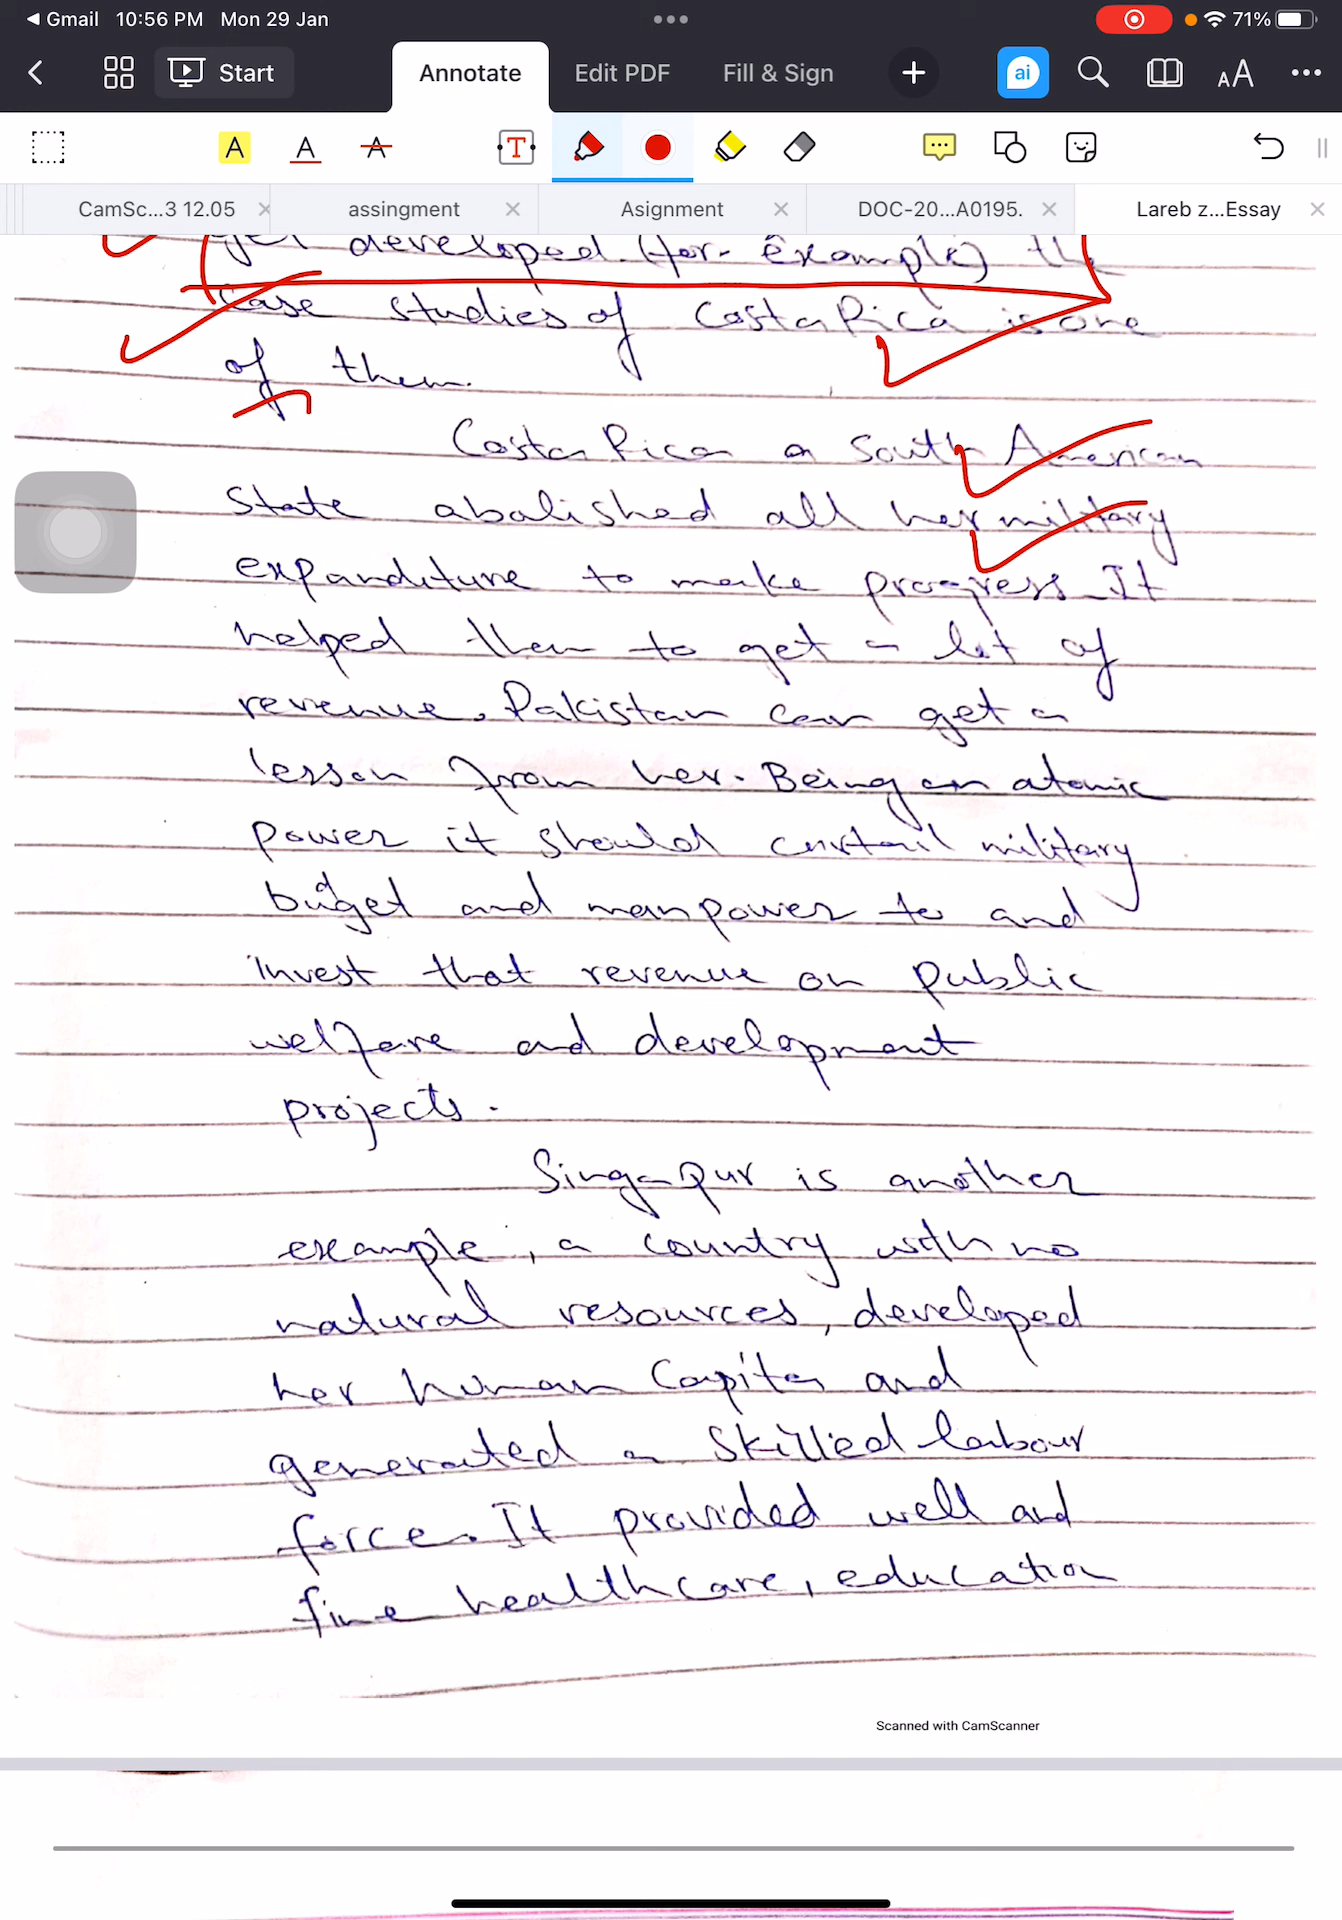 Gmail 10:56 PM Mon 29 Jan 71%
Start Annotate Edit PDF Fill & Sign ai AA
A A A T
CamSc...3 12.05 assingment Asignment DOC-20...A0195. Lareb z...Essay
get developed (for example) the
case studies of Costa Rica is one
of them.
Costa Rica a South American
State abolished all her military
expanditure to make progress. It
helped them to get a lot of
revenue. Pakistan can get a
lesson from her. Being an atomic
power it should curtail military
budget and manpower to and
invest that revenue on public
welfare and development
projects.
Singapur is another
example, a country with no
natural resources, developed
her human Capital and
generated a skilled labour
force. It provided well and
fine healthcare, education
Scanned with CamScanner